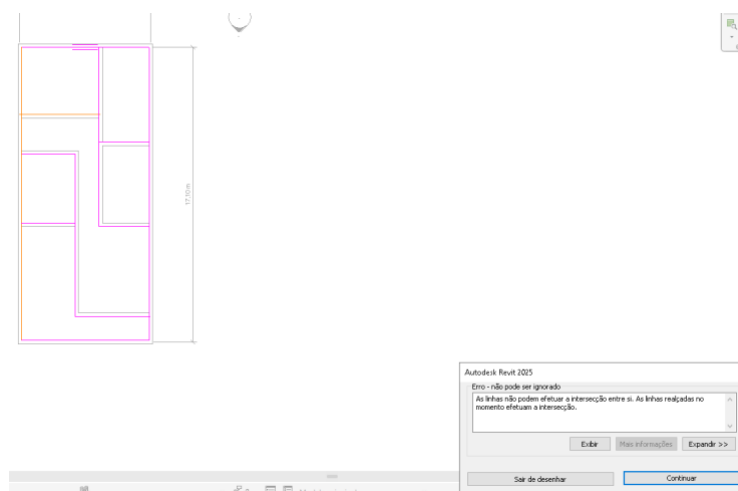 17,10m
Autodesk Revit 2025
Erro - não pode ser ignorado
As linhas não podem efetuar a intersecção entre si. As linhas realçadas no
momento efetuam a intersecção.
Exibir
Mais informações
Expandir >>
Sair de desenhar
Continuar